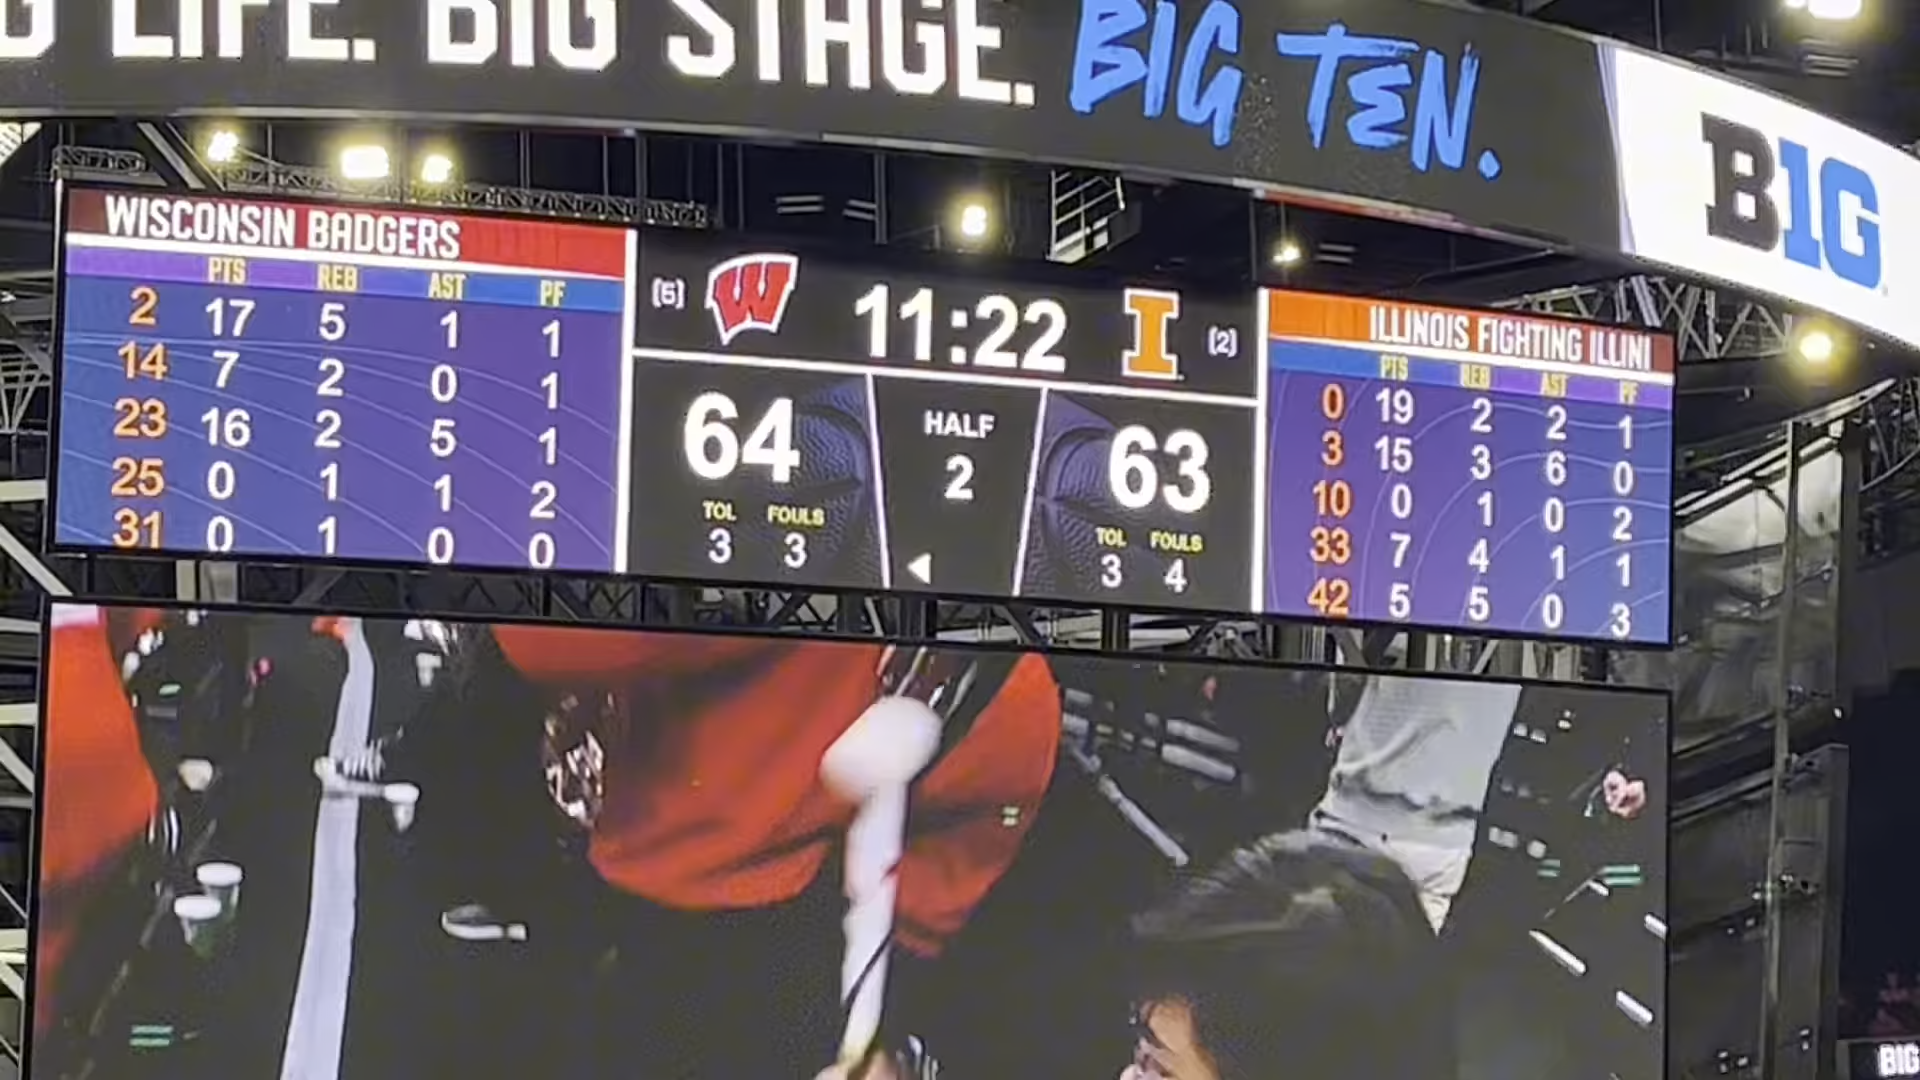 LIFE. BIG STAGE. BIG TEN.
B1G
WISCONSIN BADGERS
PTS REB AST PF
2 17 5 1 1
14 7 2 0 1
23 16 2 5 1
25 0 1 1 2
31 0 1 0 0
(5) W 11:22 I (2)
64 HALF 63
2
TOL FOULS
3 3
TOL FOULS
3 4
ILLINOIS FIGHTING ILLINI
PTS REB AST PF
0 19 2 2 1
3 15 3 6 0
10 0 1 0 2
33 7 4 1 1
42 5 5 0 3
BIG